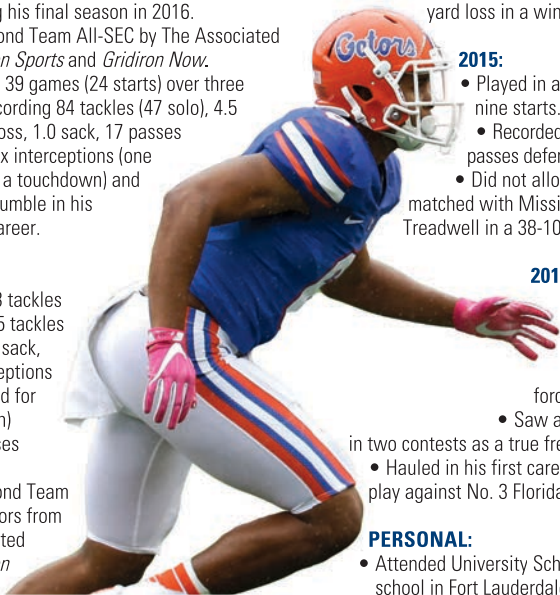 g his final season in 2016.
ond Team All-SEC by The Associated
n Sports and Gridiron Now.
39 games (24 starts) over three
cording 84 tackles (47 solo), 4.5
oss, 1.0 sack, 17 passes
x interceptions (one
a touchdown) and
umble in his
areer.
8 tackles
5 tackles
sack,
eptions
d for
n)
ses
ond Team
ors from
ted
n
Gators
yard loss in a win
2015:
• Played in a
nine starts.
• Recorded
passes defen
• Did not allo
matched with Missi
Treadwell in a 38-10
201
forc
• Saw a
in two contests as a true fre
• Hauled in his first care
play against No. 3 Florida
PERSONAL:
• Attended University Sch
school in Fort Lauderdal